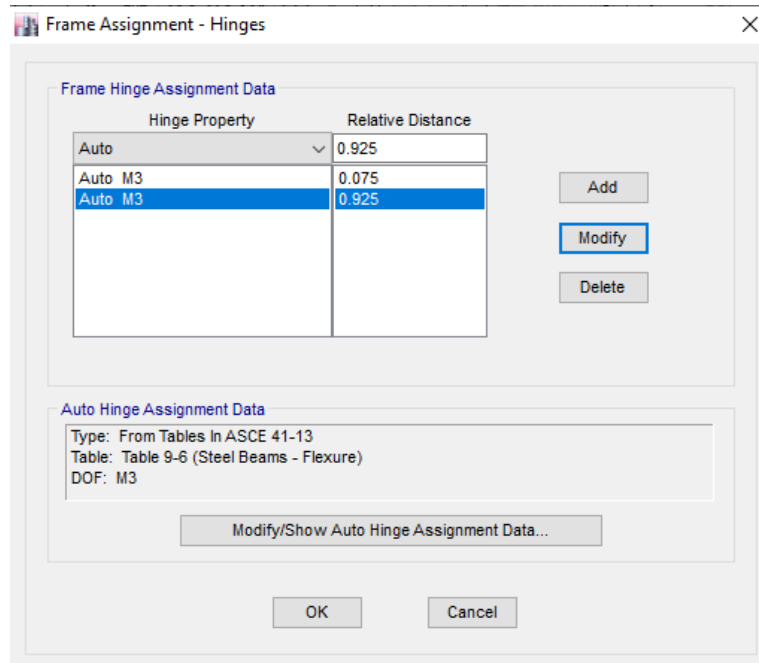 Frame Assignment - Hinges
Frame Hinge Assignment Data
Hinge Property Relative Distance
Auto 0.925
Auto M3 0.075
Auto M3 0.925
Add
Modify
Delete
Auto Hinge Assignment Data
Type: From Tables In ASCE 41-13
Table: Table 9-6 (Steel Beams - Flexure)
DOF: M3
Modify/Show Auto Hinge Assignment Data...
OK Cancel